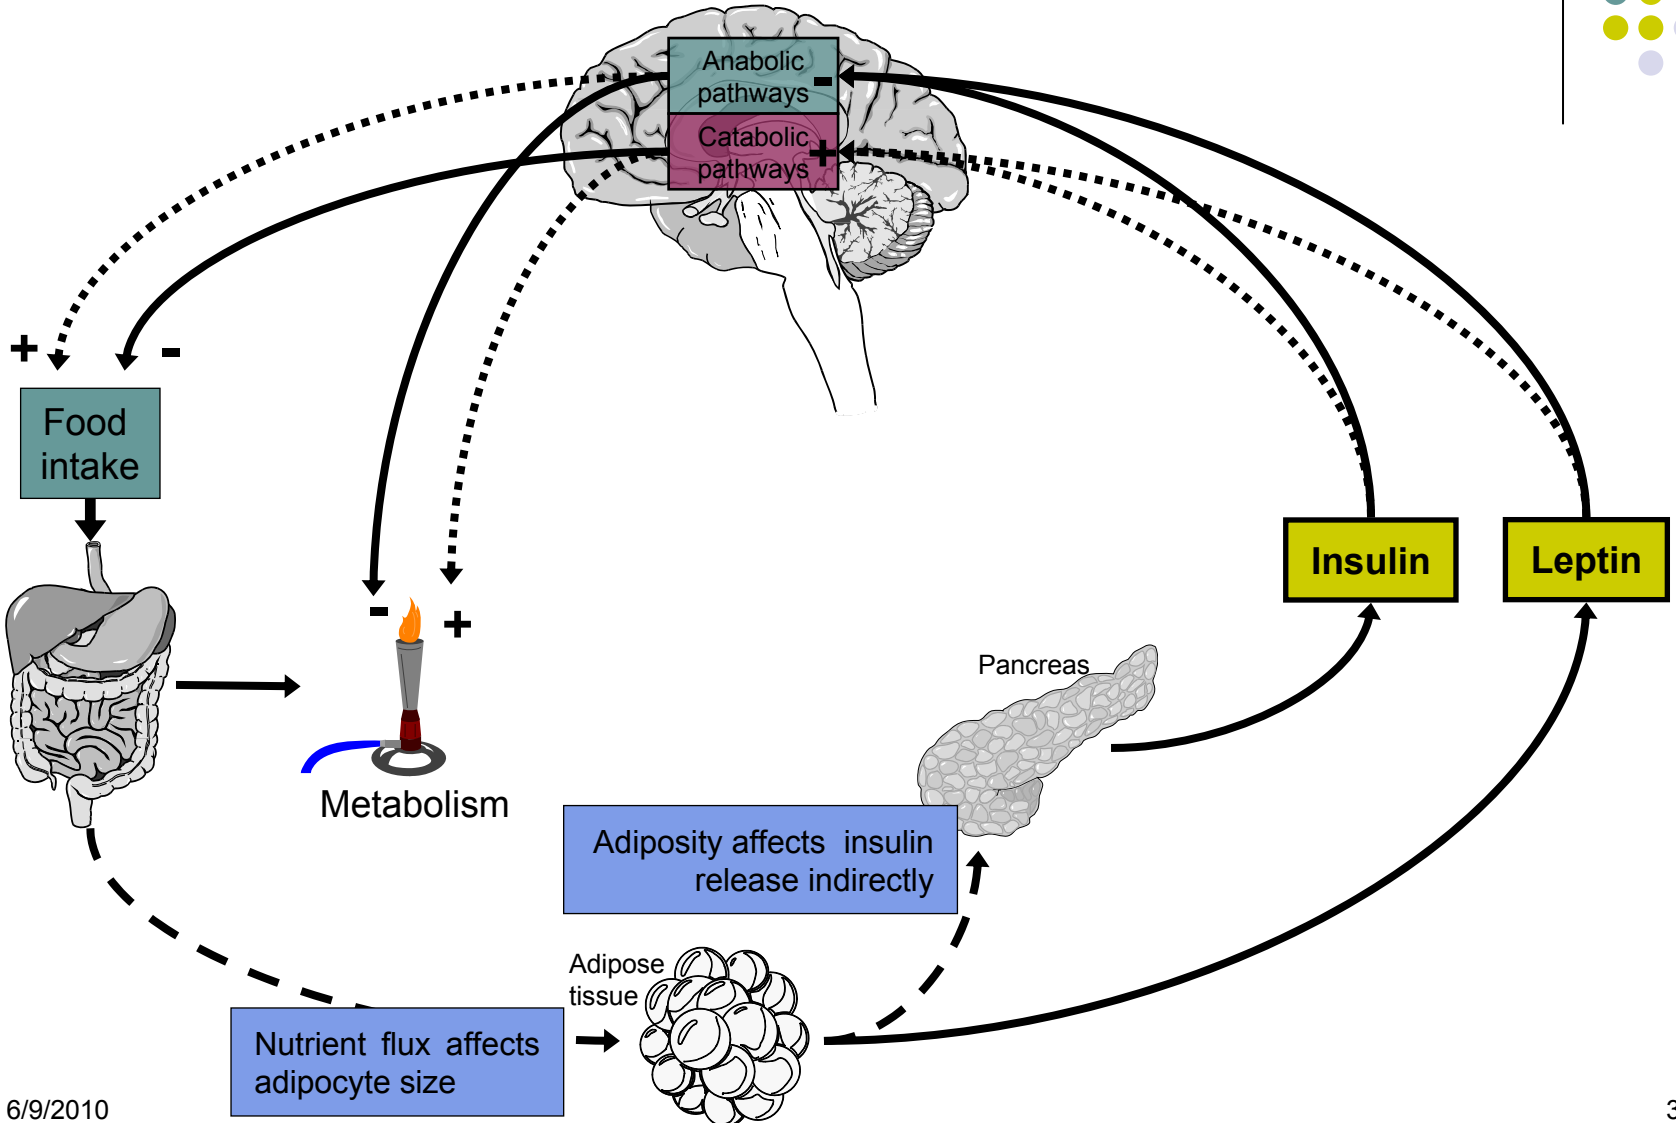 Anabolic
pathways
-
Catabolic
pathways
+
+
-
Food
intake
Insulin
Leptin
-
+
Pancreas
Metabolism
Adiposity affects insulin
release indirectly
Adipose
tissue
Nutrient flux affects
adipocyte size
6/9/2010
3